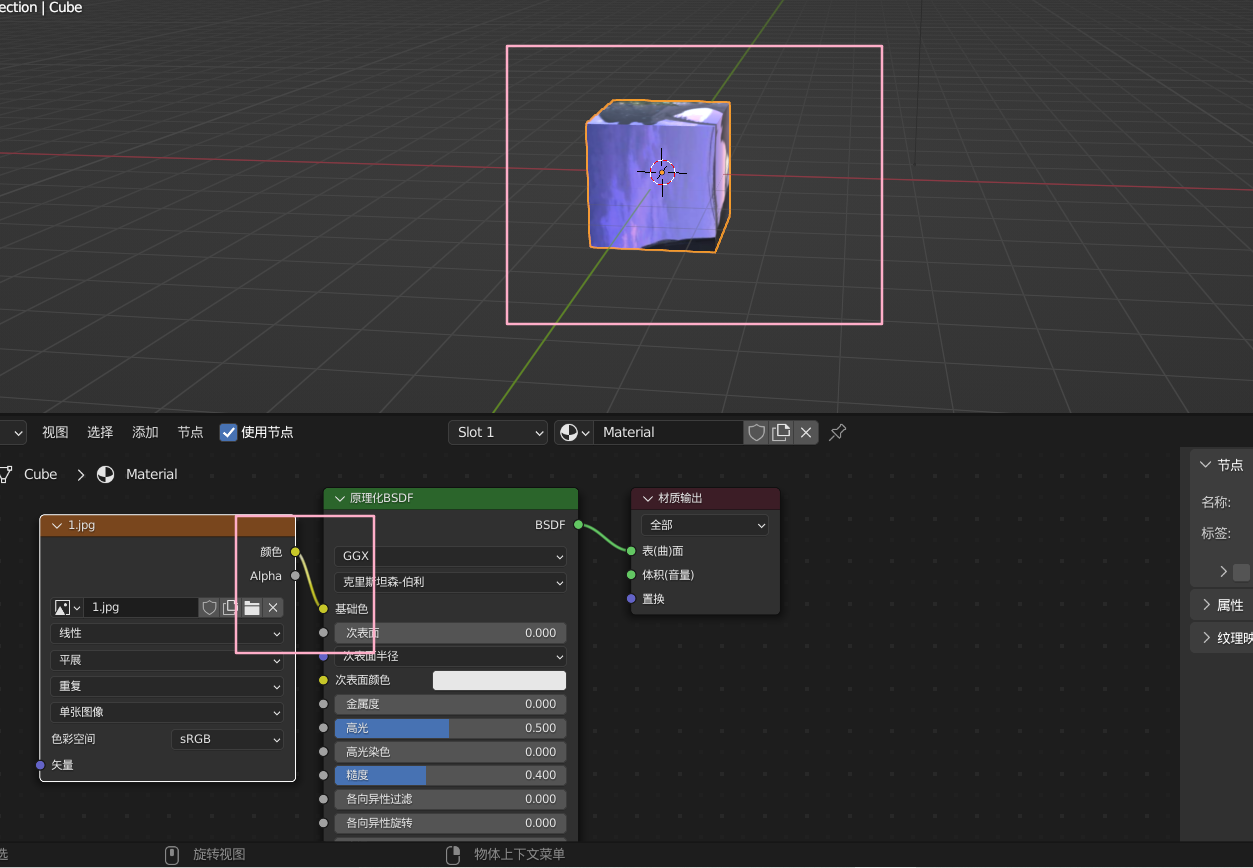 ection | Cube
视图 选择 添加 节点 使用节点 Slot 1 Material
Cube Material
节点
名称:
标签:
属性
纹理映
1.jpg
颜色
Alpha
1.jpg
线性
平展
重复
单张图像
色彩空间 sRGB
矢量
原理化BSDF
BSDF
GGX
克里斯坦森-伯利
基础色
次表面 0.000
次表面半径
次表面颜色
金属度 0.000
高光 0.500
高光染色 0.000
糙度 0.400
各向异性过滤 0.000
各向异性旋转 0.000
材质输出
全部
表(曲)面
体积(音量)
置换
选 旋转视图 物体上下文菜单